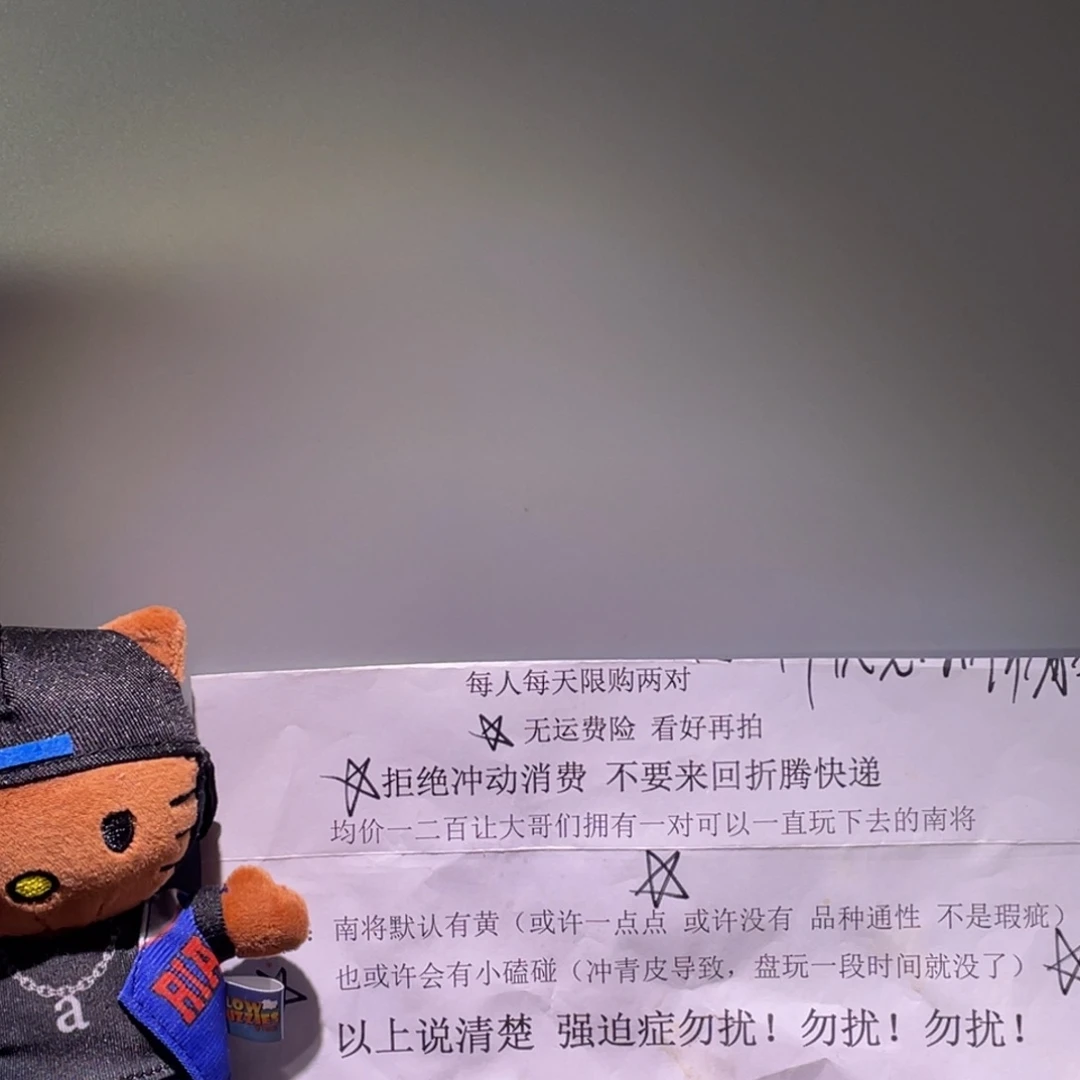 每人每天限购两对
无运费险 看好再拍
拒绝冲动消费 不要来回折腾快递
均价一二百让大哥们拥有一对可以一直玩下去的南将
南将默认有黄（或许一点点 或许没有 品种通性 不是瑕疵）
也或许会有小磕碰（冲青皮导致，盘玩一段时间就没了）
以上说清楚 强迫症勿扰！勿扰！勿扰！
a